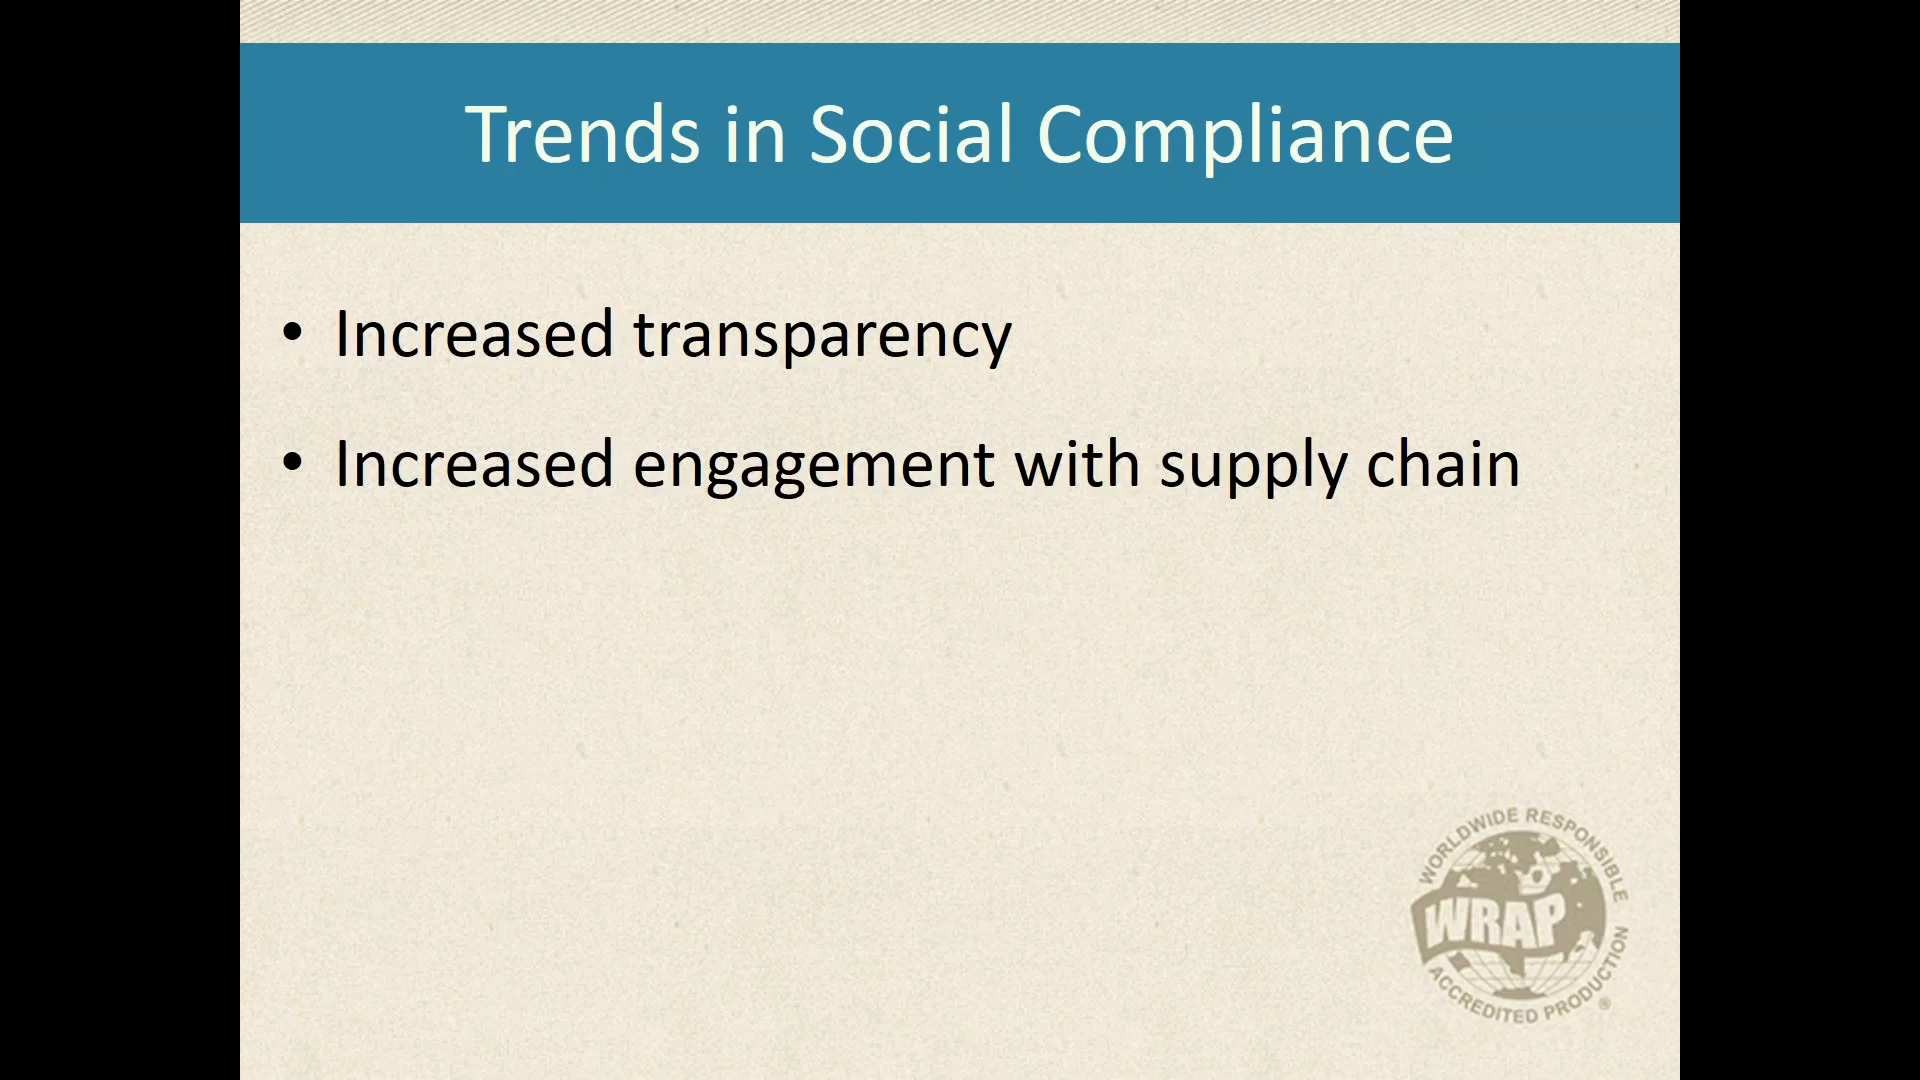 Trends in Social Compliance
• Increased transparency
• Increased engagement with supply chain
WORLDWIDE RESPONSIBLE
WRAP
ACCREDITED PRODUCTION ®